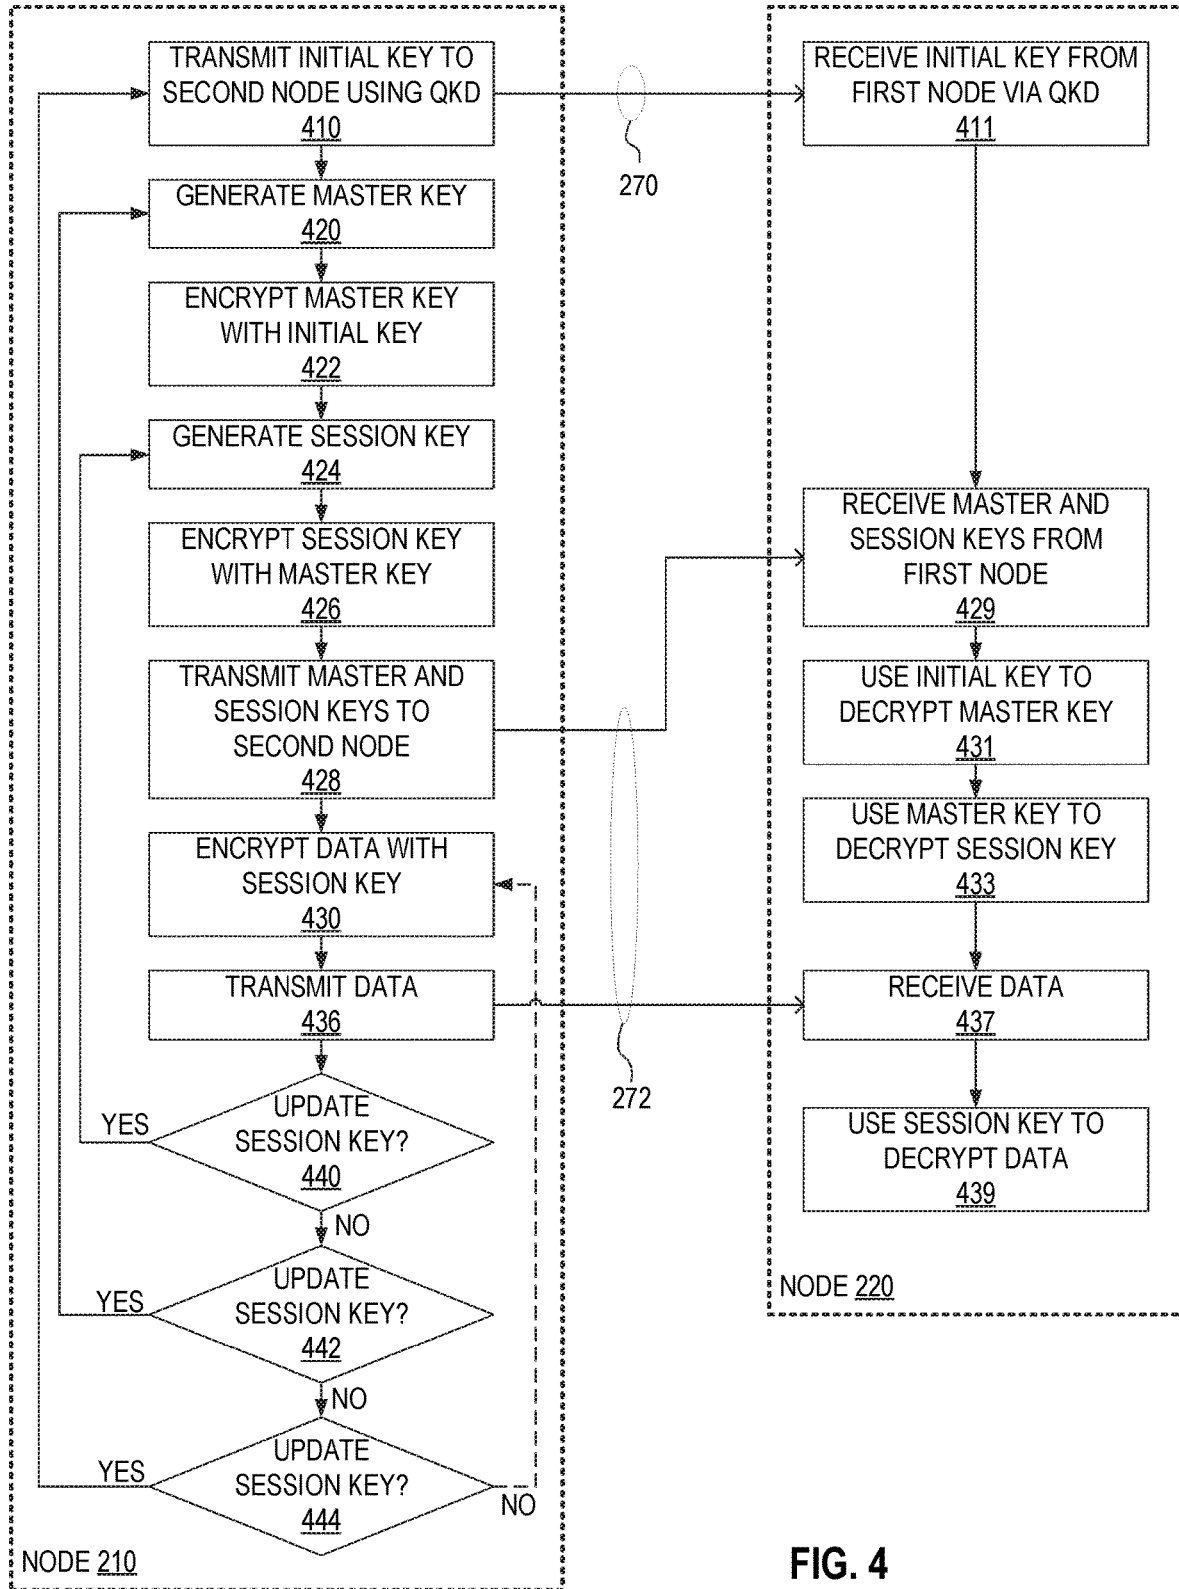 TRANSMIT INITIAL KEY TO
SECOND NODE USING QKD
410
GENERATE MASTER KEY
420
ENCRYPT MASTER KEY
WITH INITIAL KEY
422
GENERATE SESSION KEY
424
ENCRYPT SESSION KEY
WITH MASTER KEY
426
TRANSMIT MASTER AND
SESSION KEYS TO
SECOND NODE
428
ENCRYPT DATA WITH
SESSION KEY
430
TRANSMIT DATA
436
UPDATE
SESSION KEY?
440
YES
NO
UPDATE
SESSION KEY?
442
YES
NO
UPDATE
SESSION KEY?
444
YES
NO
NODE 210
270
272
RECEIVE INITIAL KEY FROM
FIRST NODE VIA QKD
411
RECEIVE MASTER AND
SESSION KEYS FROM
FIRST NODE
429
USE INITIAL KEY TO
DECRYPT MASTER KEY
431
USE MASTER KEY TO
DECRYPT SESSION KEY
433
RECEIVE DATA
437
USE SESSION KEY TO
DECRYPT DATA
439
NODE 220
FIG. 4